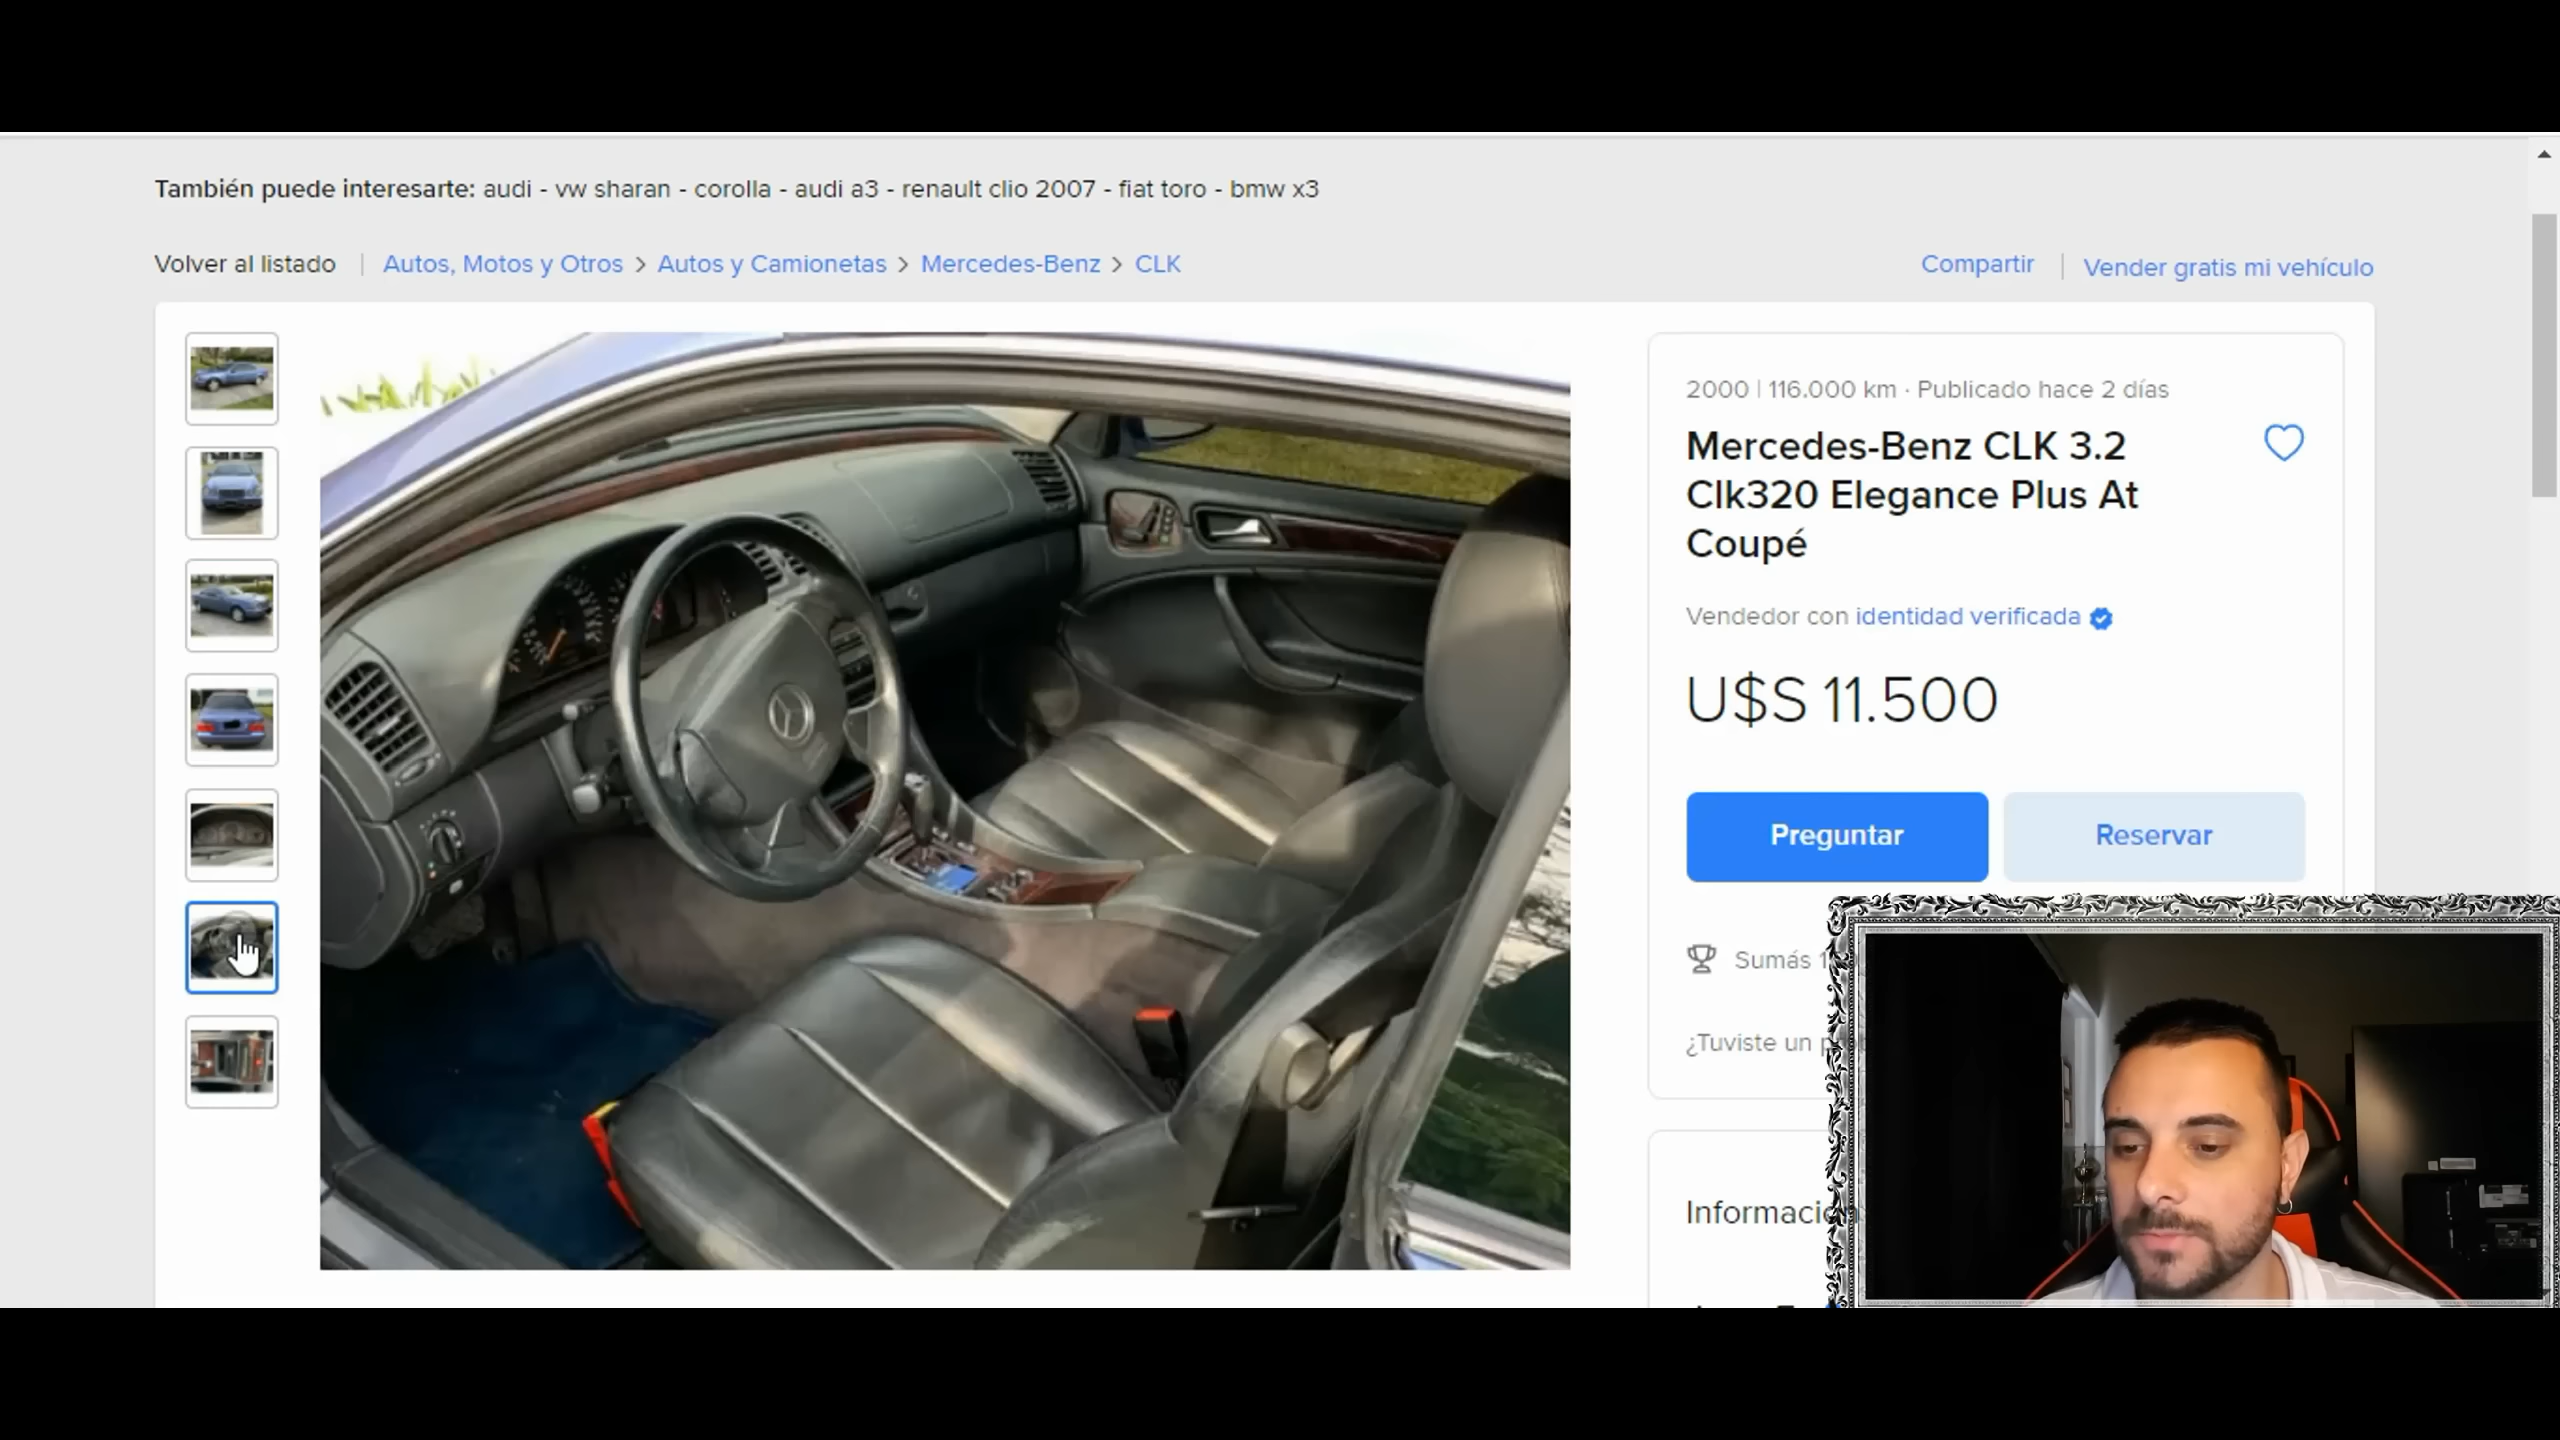 También puede interesarte: audi - vw sharan - corolla - audi a3 - renault clio 2007 - fiat toro - bmw x3
Volver al listado | Autos, Motos y Otros > Autos y Camionetas > Mercedes-Benz > CLK
Compartir | Vender gratis mi vehículo
2000 | 116.000 km · Publicado hace 2 días
Mercedes-Benz CLK 3.2
Clk320 Elegance Plus At
Coupé
Vendedor con identidad verificada
U$S 11.500
Preguntar
Reservar
Sumás
¿Tuviste un